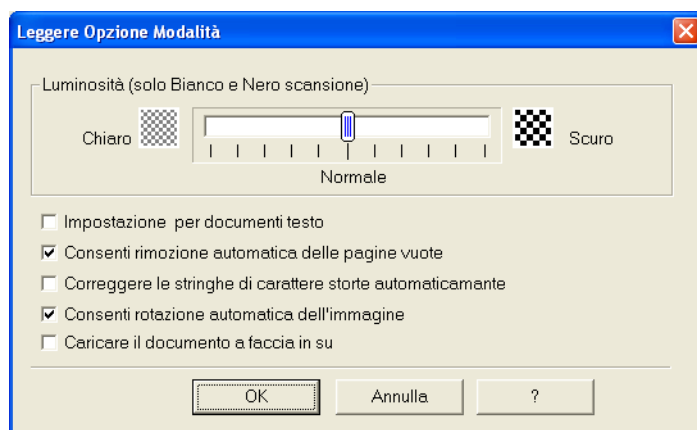 Leggere Opzione Modalità
Luminosità (solo Bianco e Nero scansione)
Chiaro Scuro
Normale
Impostazione per documenti testo
Consenti rimozione automatica delle pagine vuote
Correggere le stringhe di carattere storte automaticamante
Consenti rotazione automatica dell'immagine
Caricare il documento a faccia in su
OK Annulla ?